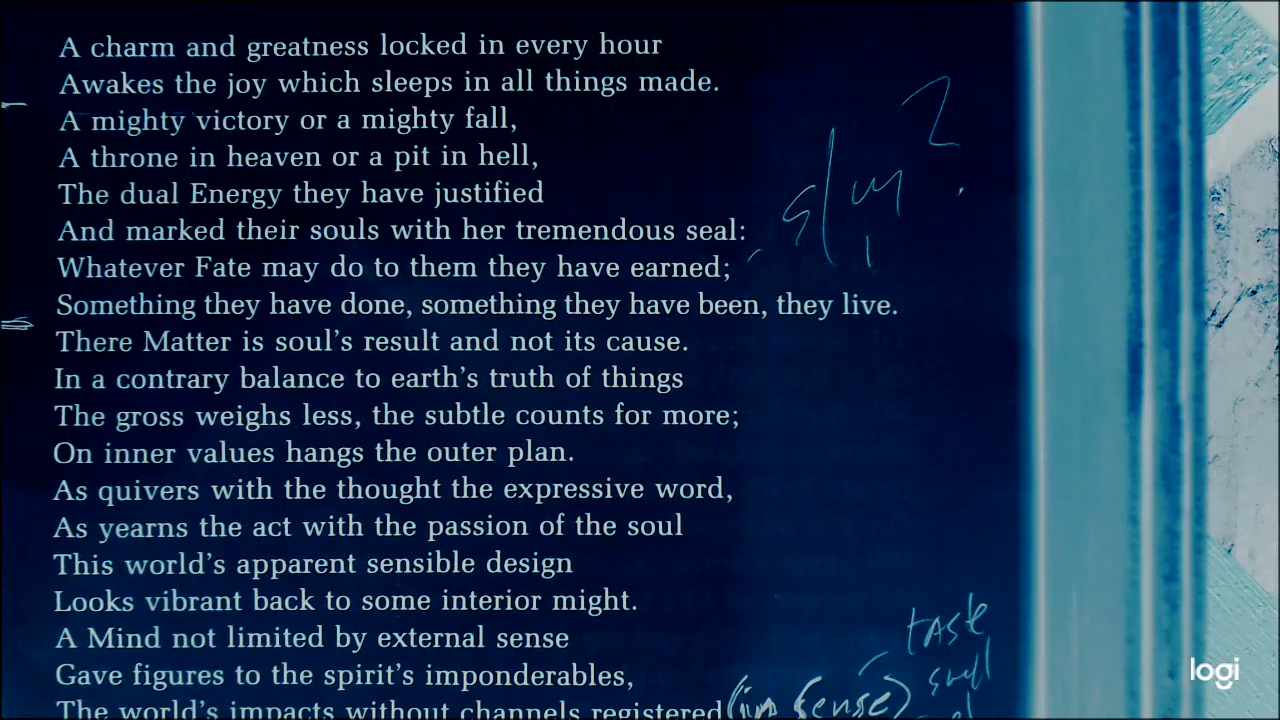 A charm and greatness locked in every hour
Awakes the joy which sleeps in all things made.
A mighty victory or a mighty fall,
A throne in heaven or a pit in hell,
The dual Energy they have justified
And marked their souls with her tremendous seal:
Whatever Fate may do to them they have earned;
Something they have done, something they have been, they live.
There Matter is soul's result and not its cause.
In a contrary balance to earth's truth of things
The gross weighs less, the subtle counts for more;
On inner values hangs the outer plan.
As quivers with the thought the expressive word,
As yearns the act with the passion of the soul
This world's apparent sensible design
Looks vibrant back to some interior might.
A Mind not limited by external sense
Gave figures to the spirit's imponderables,
The world's impacts without channels registered
taste
smell
sense)
logi